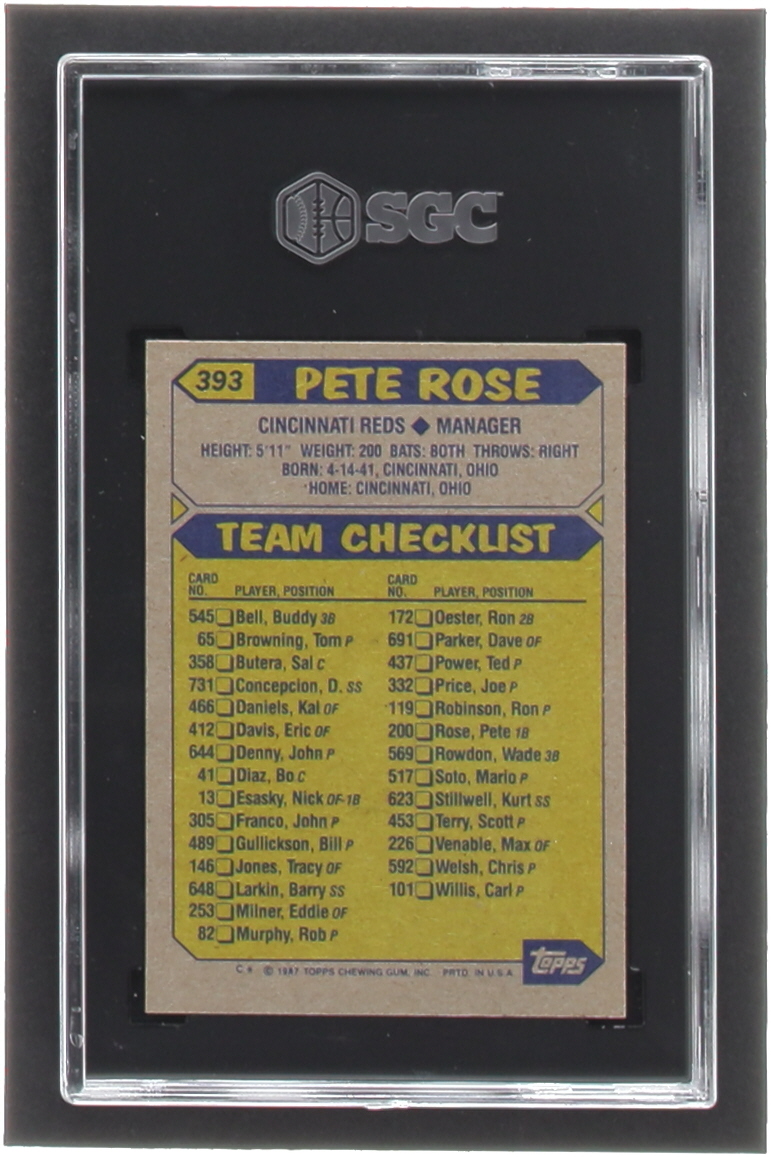 SGC
393 PETE ROSE
CINCINNATI REDS ◆ MANAGER
HEIGHT: 5'11" WEIGHT: 200 BATS: BOTH THROWS: RIGHT
BORN: 4-14-41, CINCINNATI, OHIO
HOME: CINCINNATI, OHIO
TEAM CHECKLIST
CARD NO. PLAYER, POSITION
545 Bell, Buddy 3B
65 Browning, Tom P
358 Butera, Sal C
731 Concepcion, D. SS
466 Daniels, Kal OF
412 Davis, Eric OF
644 Denny, John P
41 Diaz, Bo C
13 Esasky, Nick OF-1B
305 Franco, John P
489 Gullickson, Bill P
146 Jones, Tracy OF
648 Larkin, Barry SS
253 Milner, Eddie OF
82 Murphy, Rob P
CARD NO. PLAYER, POSITION
172 Oester, Ron 2B
691 Parker, Dave OF
437 Power, Ted P
332 Price, Joe P
119 Robinson, Ron P
200 Rose, Pete 1B
569 Rowdon, Wade 3B
517 Soto, Mario P
623 Stillwell, Kurt SS
453 Terry, Scott P
226 Venable, Max OF
592 Welsh, Chris P
101 Willis, Carl P
topps
© 1987 TOPPS CHEWING GUM, INC. PRTD. IN U.S.A.